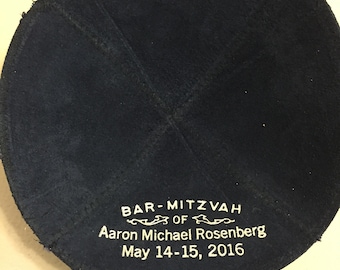 BAR-MITZVAH
OF
Aaron Michael Rosenberg
May 14-15, 2016